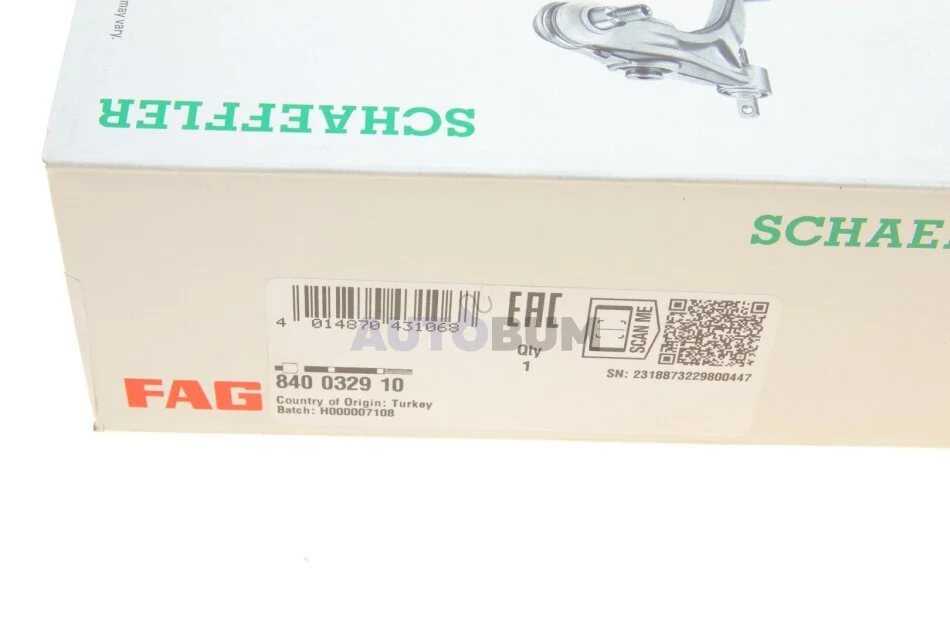 may vary.
SCHAEFFLER
SCHAEF
4 014870 431068
EAC
AUTOBUM
Qty
1
SCAN ME
SN: 2318873229800447
840 0329 10
FAG
Country of Origin: Turkey
Batch: H000007108